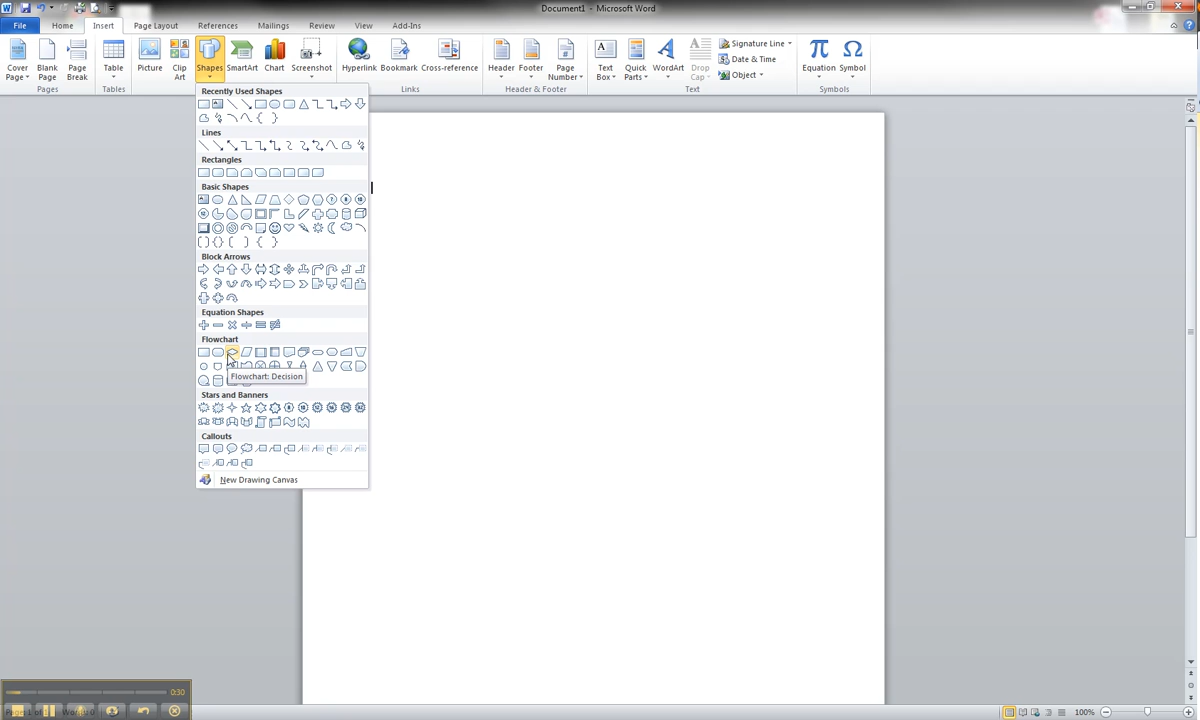 Document1 - Microsoft Word
File Home Insert Page Layout References Mailings Review View Add-Ins
Cover Page Blank Page Page Break Table Picture Clip Art Shapes SmartArt Chart Screenshot Hyperlink Bookmark Cross-reference Header Footer Page Number Text Box Quick Parts WordArt Drop Cap Signature Line Date & Time Object Equation Symbol
Pages Tables Links Header & Footer Text Symbols
Recently Used Shapes
Lines
Rectangles
Basic Shapes
Block Arrows
Equation Shapes
Flowchart
Flowchart: Decision
Stars and Banners
Callouts
New Drawing Canvas
0:30
100%